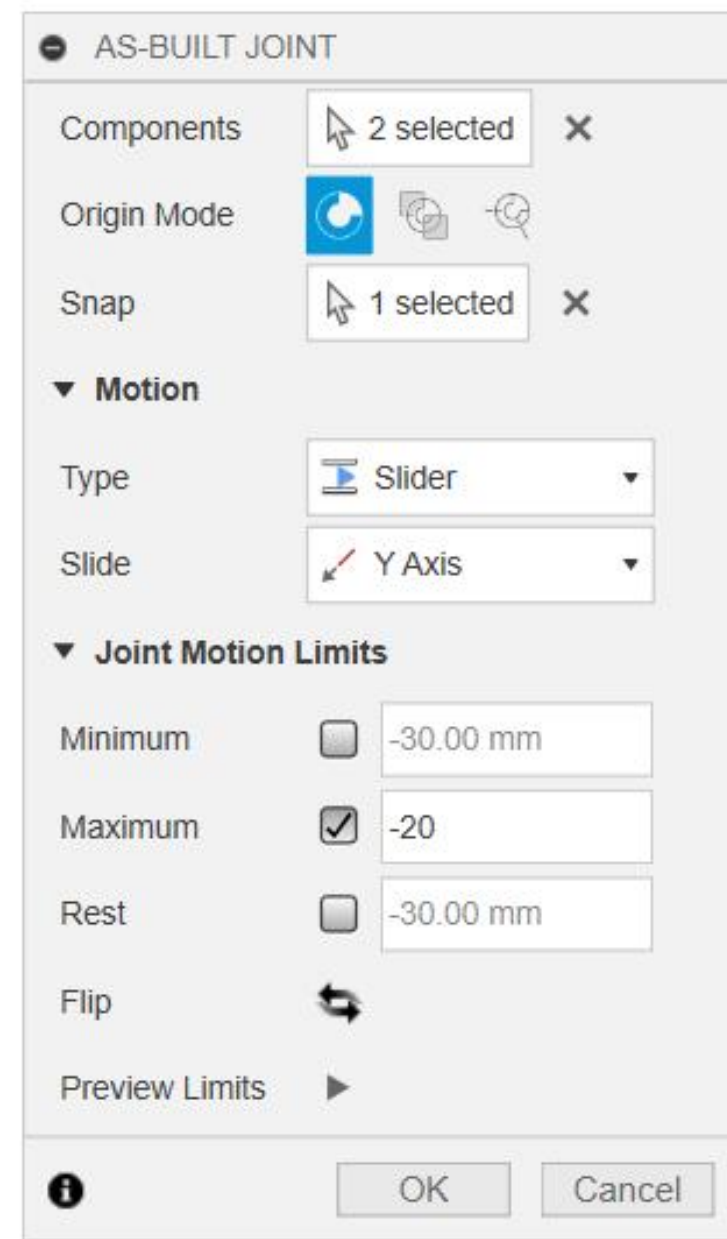 AS-BUILT JOINT
Components 2 selected
Origin Mode
Snap 1 selected
Motion
Type Slider
Slide Y Axis
Joint Motion Limits
Minimum -30.00 mm
Maximum -20
Rest -30.00 mm
Flip
Preview Limits
OK Cancel